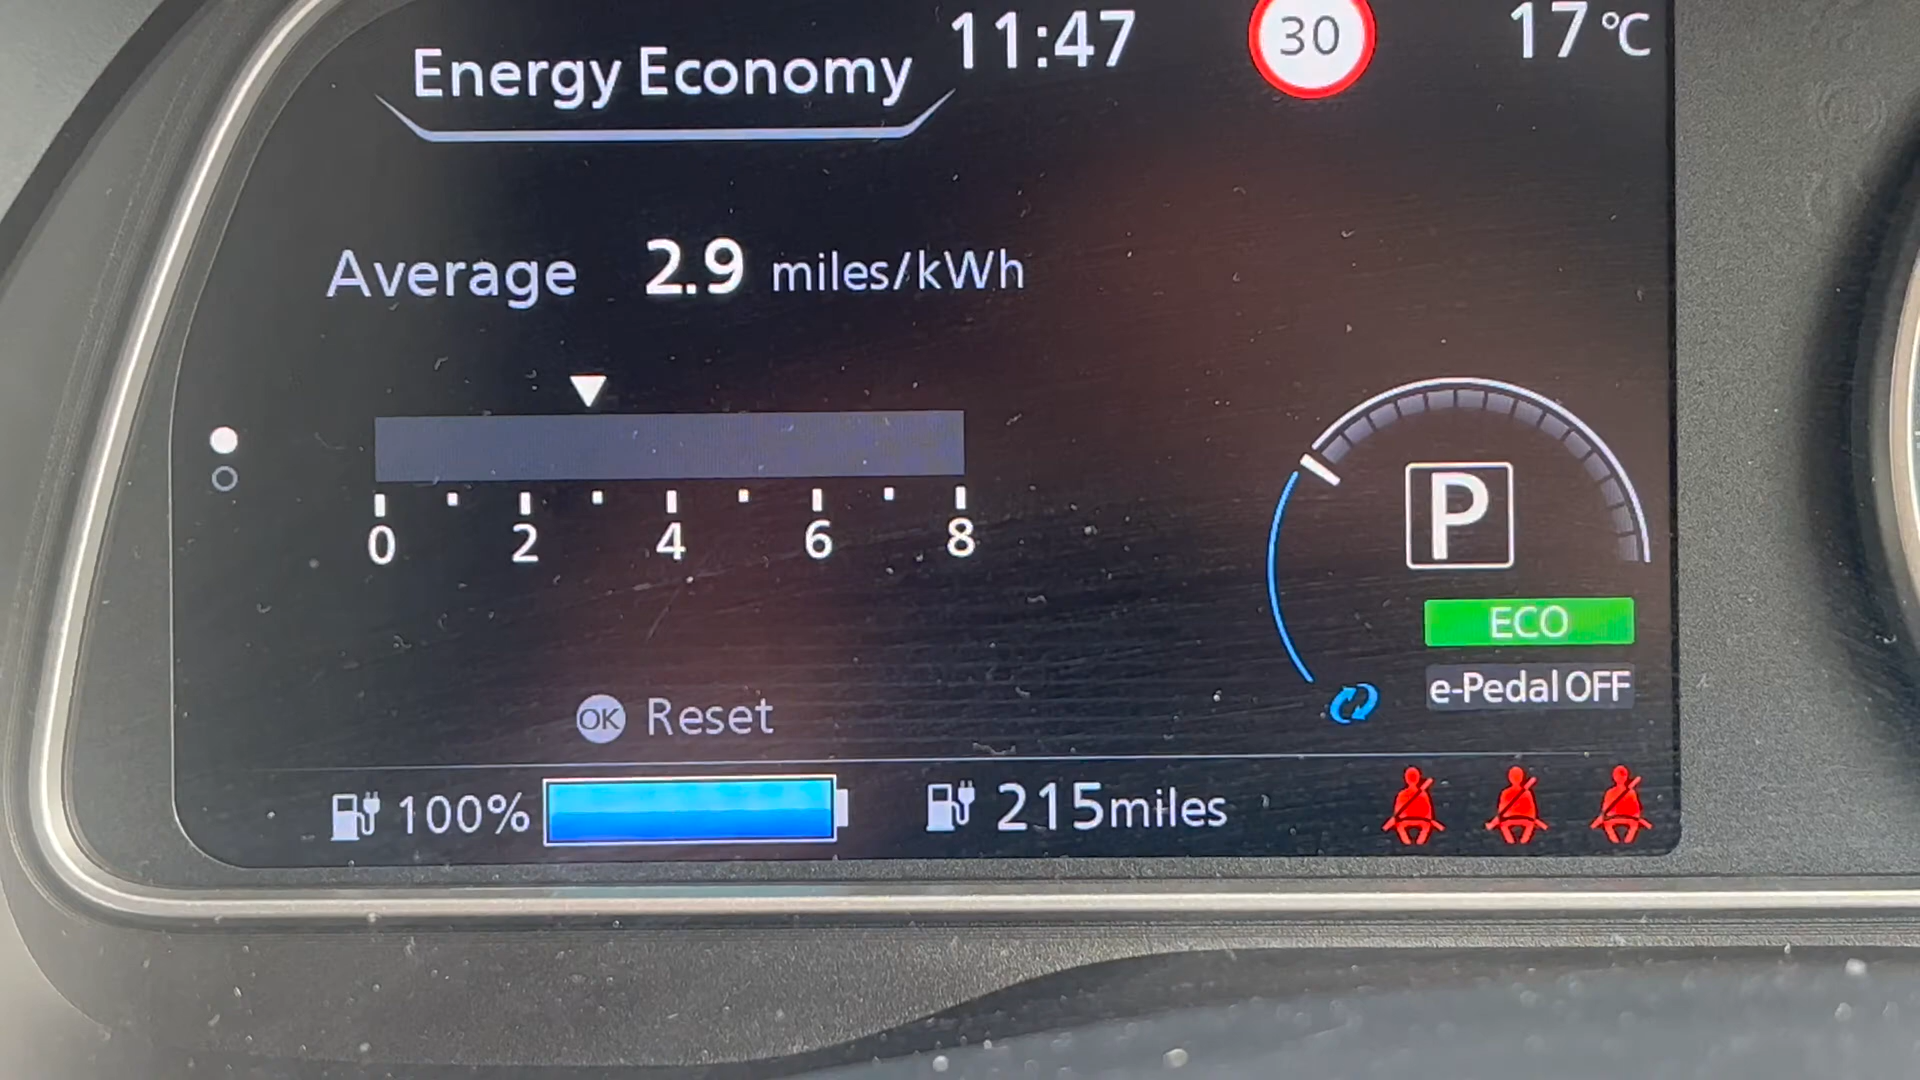 Energy Economy
11:47
30
17°C
Average 2.9 miles/kWh
0 2 4 6 8
P
ECO
e-Pedal OFF
OK Reset
100%
215miles